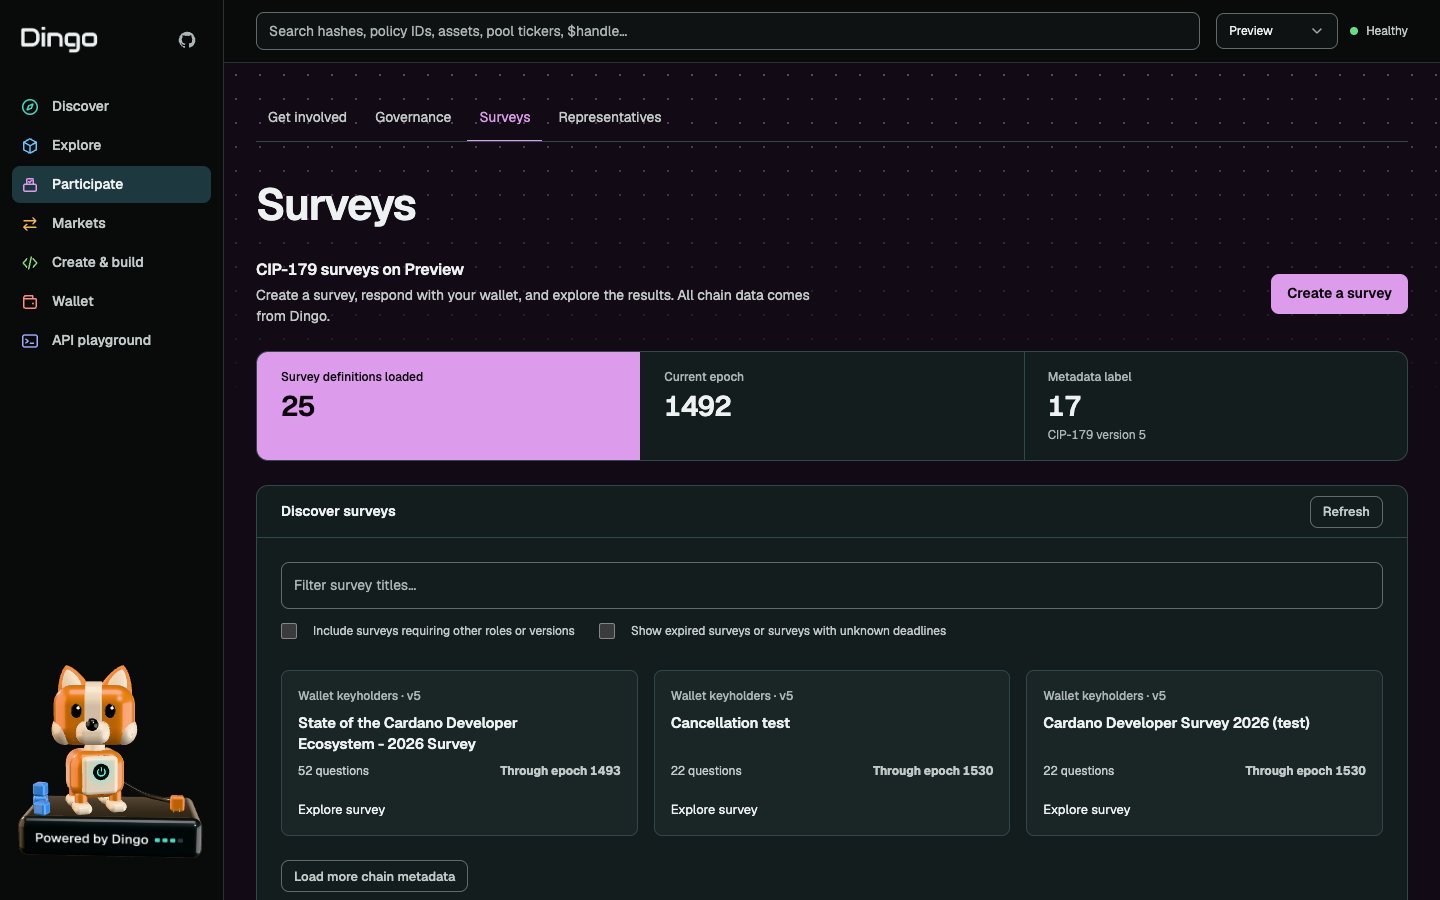 Dingo
Search hashes, policy IDs, assets, pool tickers, $handle...
Preview
Healthy
Discover
Explore
Participate
Markets
Create & build
Wallet
API playground
Powered by Dingo
Get involved
Governance
Surveys
Representatives
Surveys
CIP-179 surveys on Preview
Create a survey, respond with your wallet, and explore the results. All chain data comes
from Dingo.
Create a survey
Survey definitions loaded
25
Current epoch
1492
Metadata label
17
CIP-179 version 5
Discover surveys
Refresh
Filter survey titles...
Include surveys requiring other roles or versions
Show expired surveys or surveys with unknown deadlines
Wallet keyholders · v5
State of the Cardano Developer
Ecosystem - 2026 Survey
52 questions
Through epoch 1493
Explore survey
Wallet keyholders · v5
Cancellation test
22 questions
Through epoch 1530
Explore survey
Wallet keyholders · v5
Cardano Developer Survey 2026 (test)
22 questions
Through epoch 1530
Explore survey
Load more chain metadata